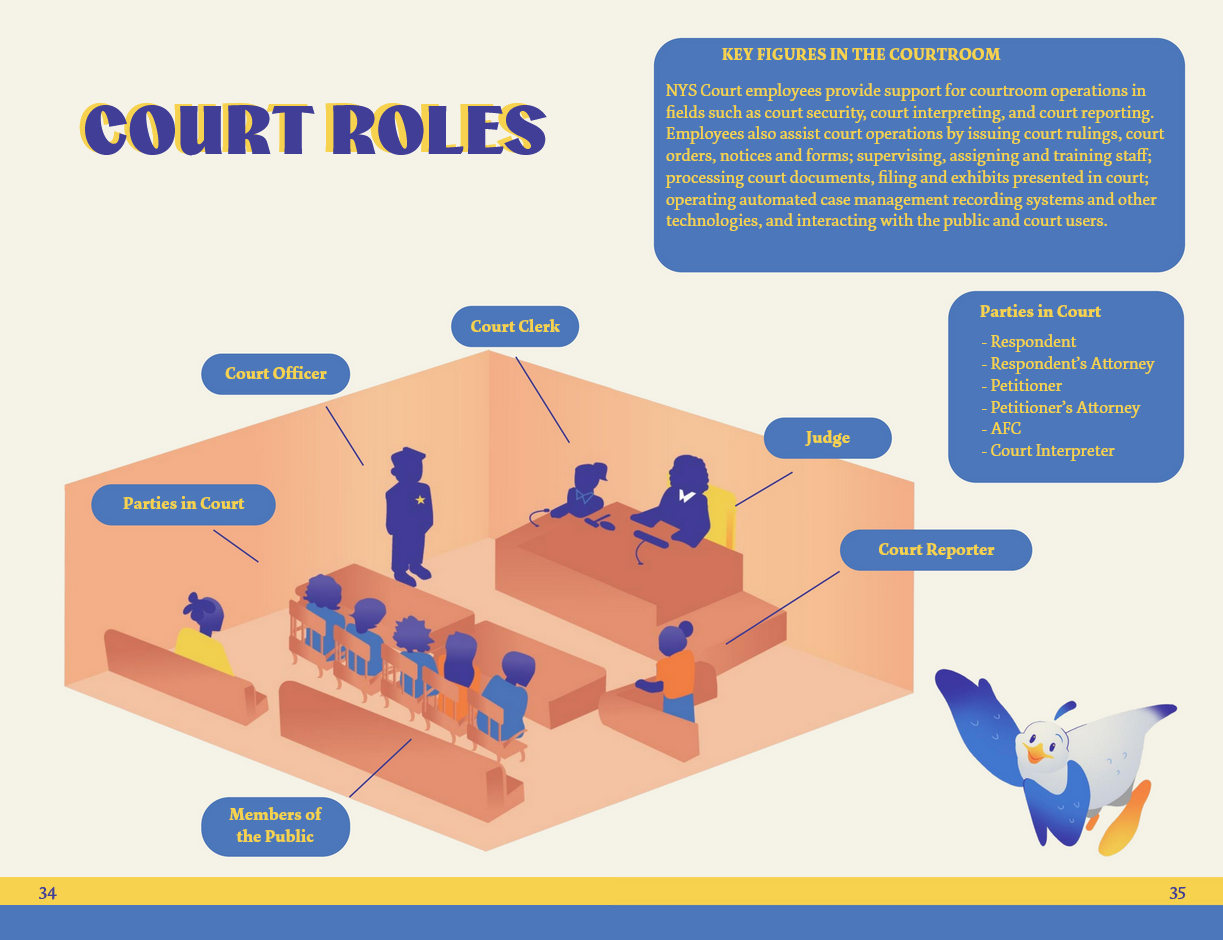 COURT ROLES
KEY FIGURES IN THE COURTROOM
NYS Court employees provide support for courtroom operations in
fields such as court security, court interpreting, and court reporting.
Employees also assist court operations by issuing court rulings, court
orders, notices and forms; supervising, assigning and training staff;
processing court documents, filing and exhibits presented in court;
operating automated case management recording systems and other
technologies, and interacting with the public and court users.
Parties in Court
- Respondent
- Respondent's Attorney
- Petitioner
- Petitioner's Attorney
- AFC
- Court Interpreter
Court Clerk
Court Officer
Judge
Parties in Court
Court Reporter
Members of
the Public
34
35